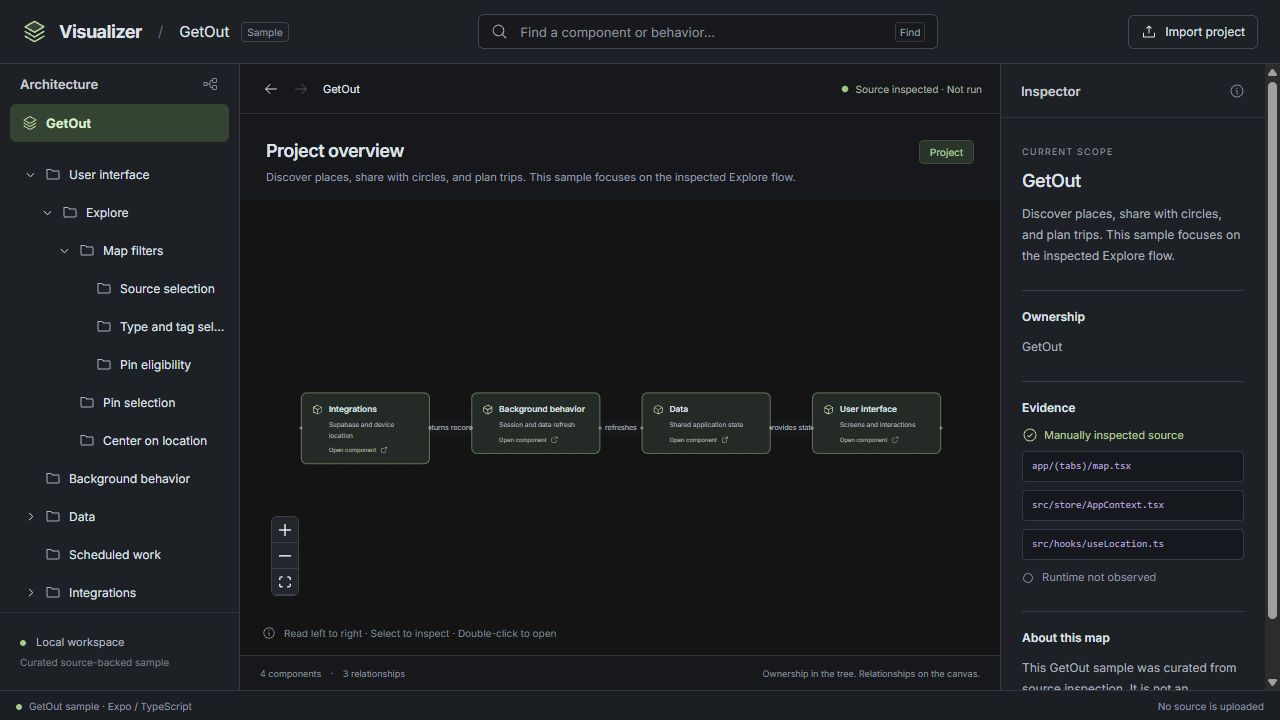 Visualizer / GetOut Sample
Find a component or behavior... Find
Import project
Architecture
GetOut
User interface
Explore
Map filters
Source selection
Type and tag sel...
Pin eligibility
Pin selection
Center on location
Background behavior
Data
Scheduled work
Integrations
Local workspace
Curated source-backed sample
GetOut
Source inspected · Not run
Project overview
Project
Discover places, share with circles, and plan trips. This sample focuses on the inspected Explore flow.
Integrations
Supabase and device
location
Open component
Background behavior
Session and data refresh
Open component
refreshes
Data
Shared application state
Open component
User interface
Screens and interactions
Open component
Read left to right · Select to inspect · Double-click to open
4 components · 3 relationships
Ownership in the tree. Relationships on the canvas.
Inspector
CURRENT SCOPE
GetOut
Discover places, share with circles,
and plan trips. This sample focuses on
the inspected Explore flow.
Ownership
GetOut
Evidence
Manually inspected source
app/(tabs)/map.tsx
src/store/AppContext.tsx
src/hooks/useLocation.ts
Runtime not observed
About this map
This GetOut sample was curated from
source inspection. It is not an
GetOut sample · Expo / TypeScript
No source is uploaded